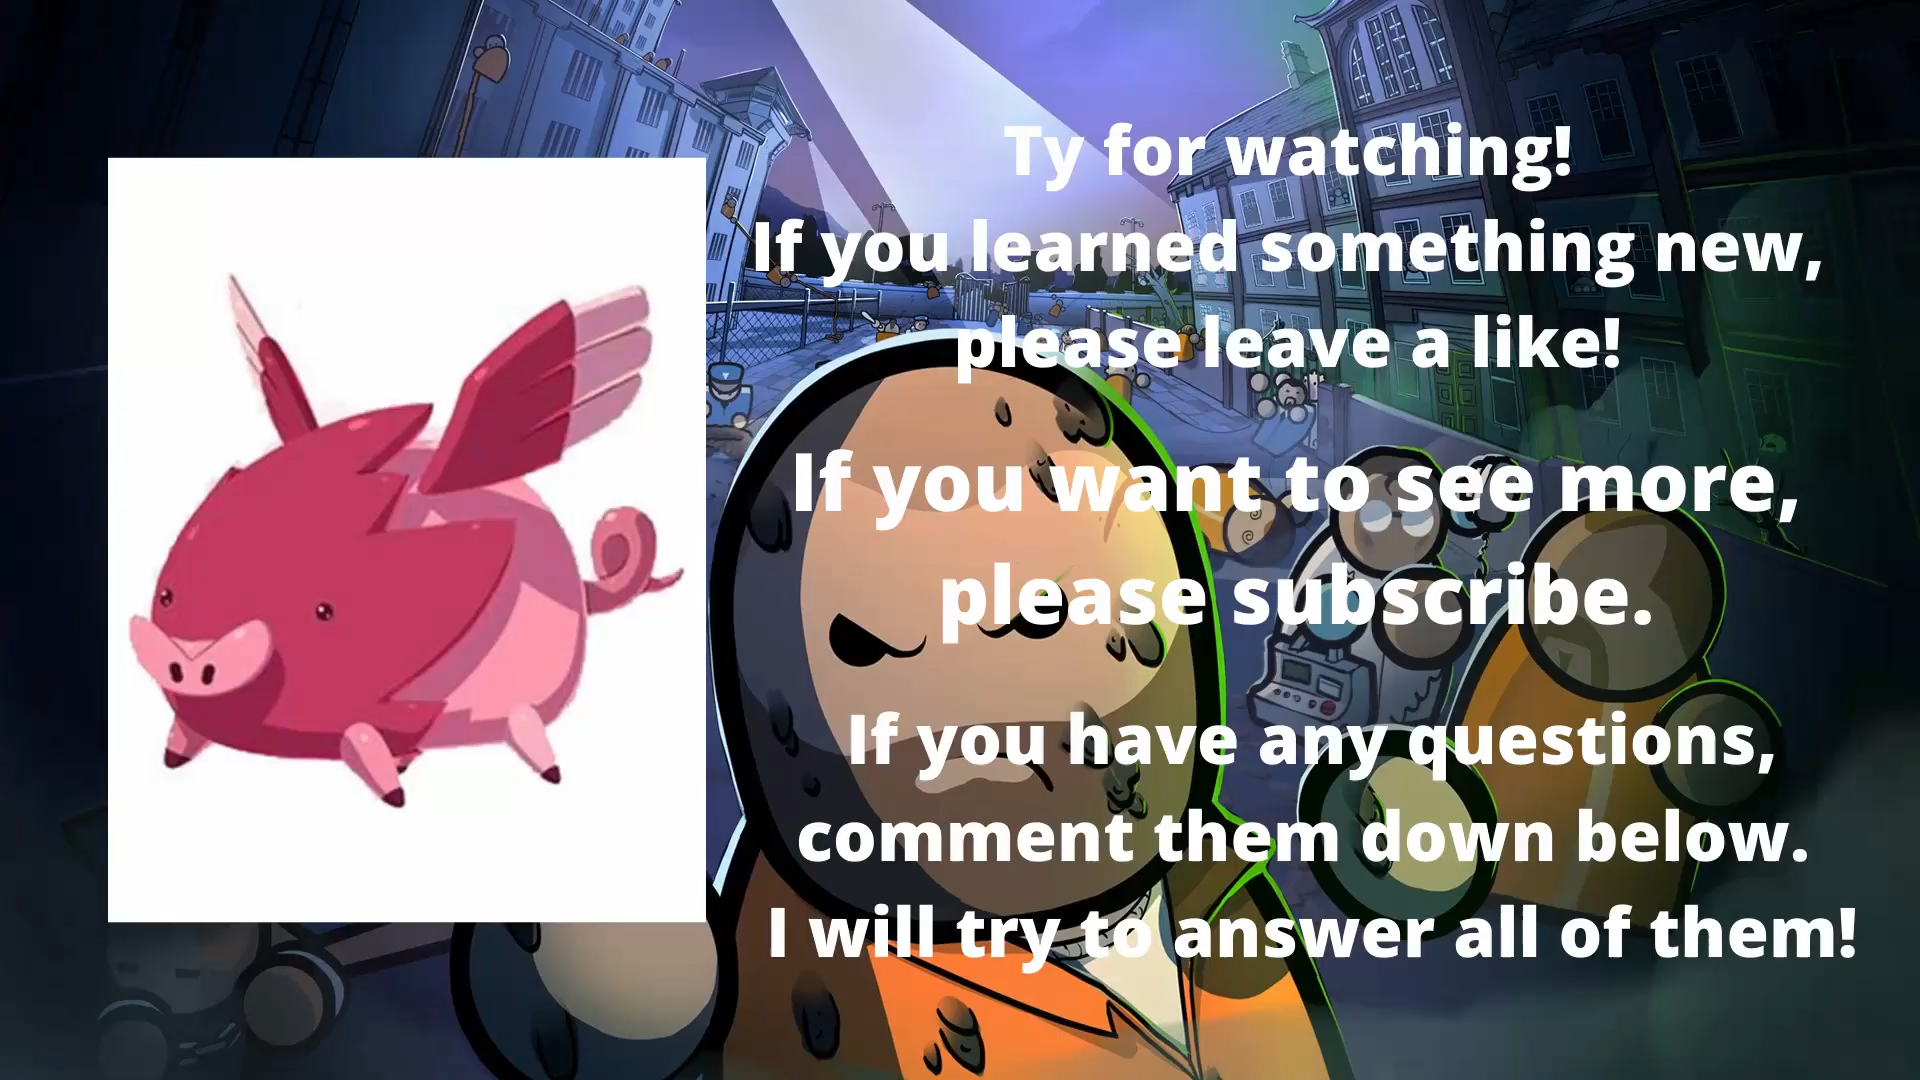 Ty for watching!
If you learned something new,
please leave a like!
If you want to see more,
please subscribe.
If you have any questions,
comment them down below.
I will try to answer all of them!